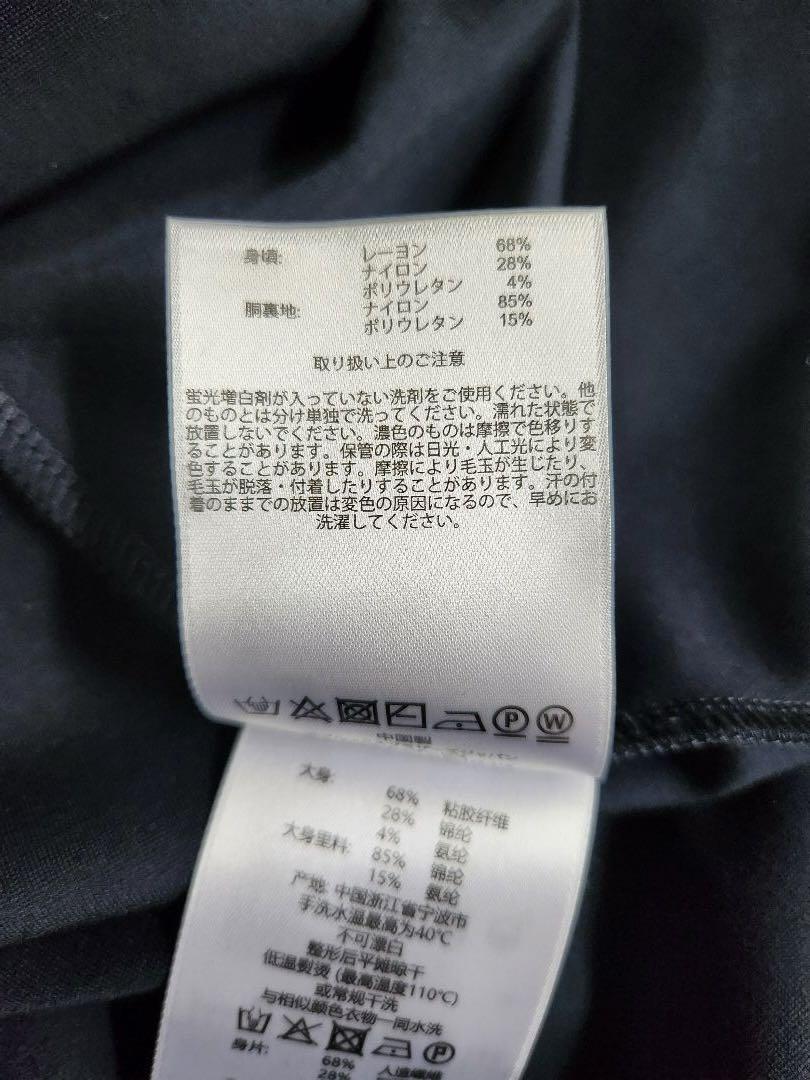 身頃: レーヨン 68%
ナイロン 28%
ポリウレタン 4%
胴裏地: ナイロン 85%
ポリウレタン 15%
取り扱い上のご注意
蛍光増白剤が入っていない洗剤をご使用ください。他
のものとは分け単独で洗ってください。濡れた状態で
放置しないでください。濃色のものは摩擦で色移りす
ることがあります。保管の際は日光・人工光により変
色することがあります。摩擦により毛玉が生じたり、
毛玉が脱落・付着したりすることがあります。汗の付
着のままでの放置は変色の原因になるので、早めにお
洗濯してください。
P W
大身: 68% 粘胶纤维
28% 锦纶
4% 氨纶
大身里料: 85% 锦纶
15% 氨纶
产地: 中国浙江省宁波市
手洗水温最高为40℃
不可漂白
整形后平摊晾干
低温熨烫 (最高温度110℃)
或常规干洗
与相似颜色衣物一同水洗
P
身片: 68% 人造纖維
28%